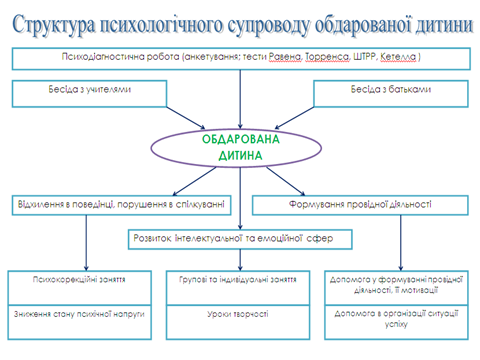 Структура психологічного супроводу обдарованої дитини
Психодіагностична робота (анкетування; тести Равена, Торренса, ШТРР, Кетелла )
Бесіда з учителями
Бесіда з батьками
ОБДАРОВАНА
ДИТИНА
Відхилення в поведінці, порушення в спілкуванні
Формування провідної діяльності
Розвиток інтелектуальної та емоційної сфер
Психокорекційні заняття
Групові та індивідуальні заняття
Допомога у формуванні провідної
діяльності, її мотивації
Зниження стану психічної напруги
Уроки творчості
Допомога в організації ситуації
успіху